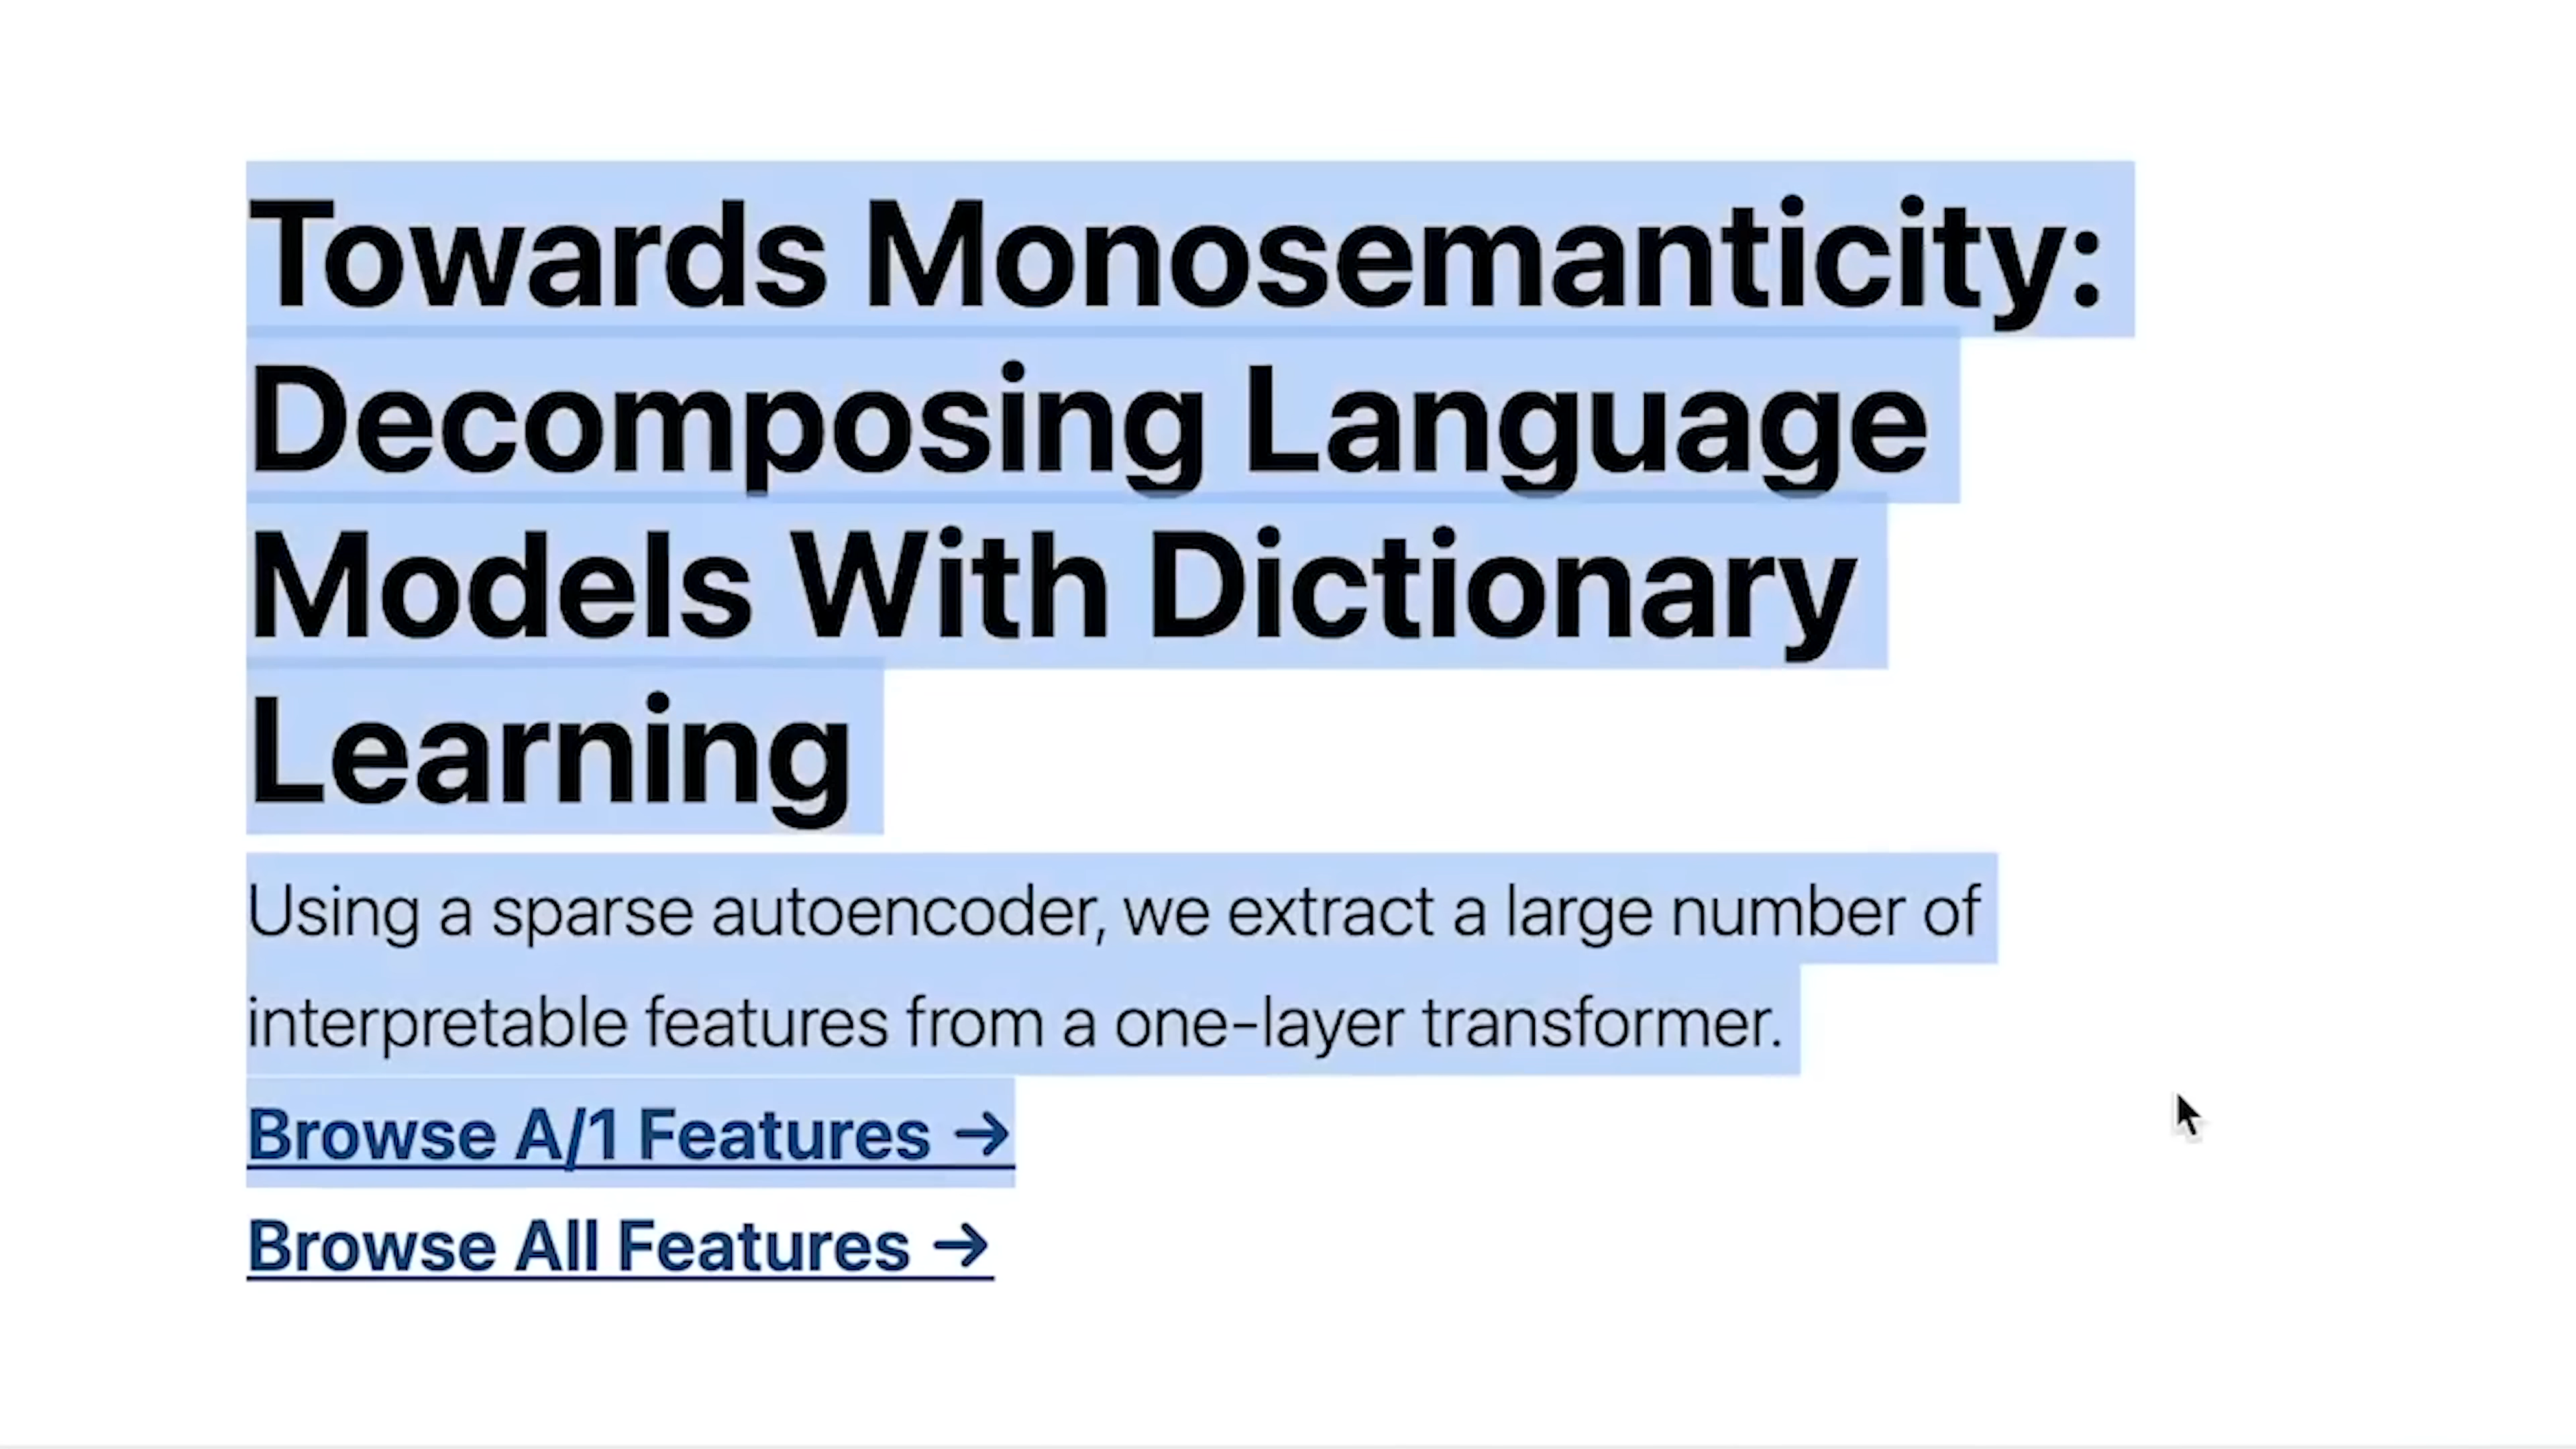 Towards Monosemanticity:
Decomposing Language
Models With Dictionary
Learning
Using a sparse autoencoder, we extract a large number of
interpretable features from a one-layer transformer.
Browse A/1 Features →
Browse All Features →